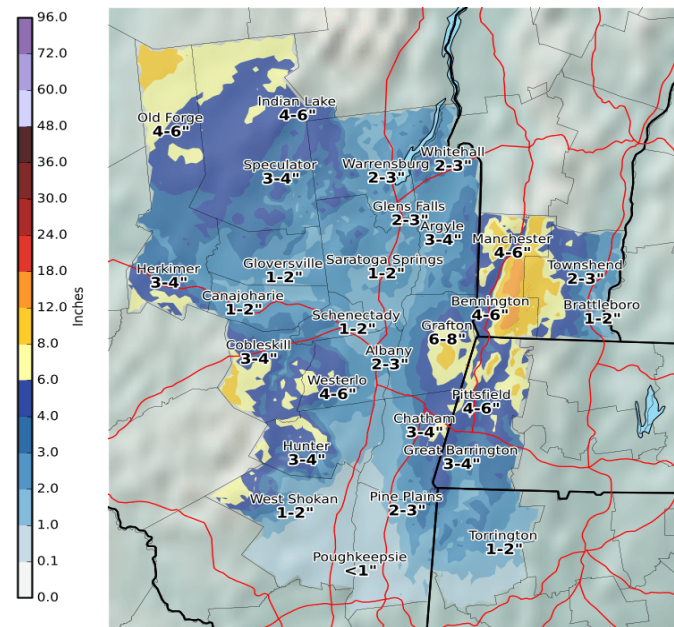 96.0
72.0
60.0
48.0
36.0
30.0
24.0
18.0
12.0
8.0
6.0
4.0
3.0
2.0
1.0
0.1
0.0
Inches
Old Forge
4-6"
Indian Lake
4-6"
Speculator
3-4"
Warrensburg
2-3"
Whitehall
2-3"
Glens Falls
2-3"
Argyle
3-4"
Manchester
4-6"
Townshend
2-3"
Herkimer
3-4"
Gloversville
1-2"
Saratoga Springs
1-2"
Canajoharie
1-2"
Schenectady
1-2"
Bennington
4-6"
Brattleboro
1-2"
Grafton
6-8"
Cobleskill
3-4"
Albany
2-3"
Westerlo
4-6"
Pittsfield
4-6"
Chatham
3-4"
Hunter
3-4"
Great Barrington
3-4"
West Shokan
1-2"
Pine Plains
2-3"
Torrington
1-2"
Poughkeepsie
<1"